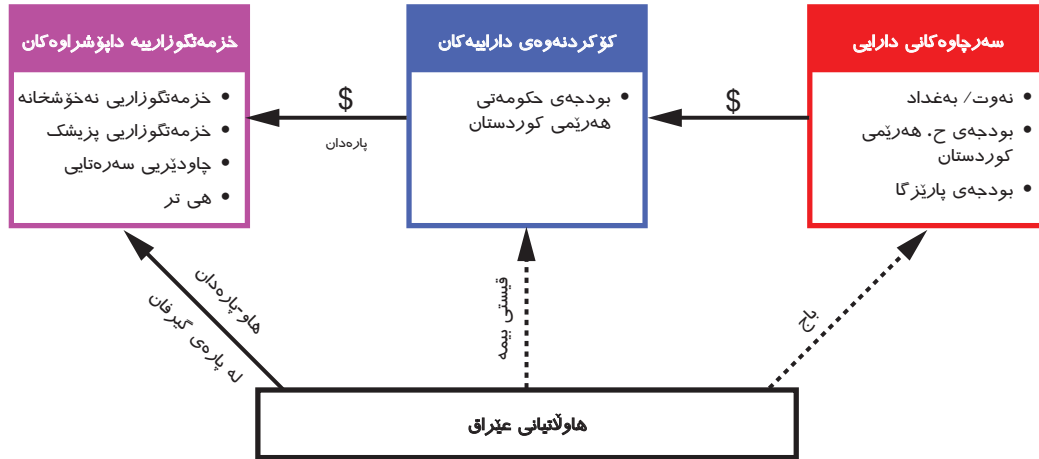 سەرچاوەکانی دارایی
نەوت/ بەغداد
بودجەی ح. هەرێمی
کوردستان
بودجەی پارێزگا
$
کۆکردنەوەی داراییەکان
بودجەی حکومەتی
هەرێمی کوردستان
$
پارەدان
خزمەتگوزارییە داپۆشراوەکان
خزمەتگوزاریی نەخۆشخانە
خزمەتگوزاریی پزیشک
چاودێریی سەرەتایی
هی تر
باج
قیستی بیمە
هاو-پارەدان
لە پارەی گیرفان
هاوڵاتیانی عێراق